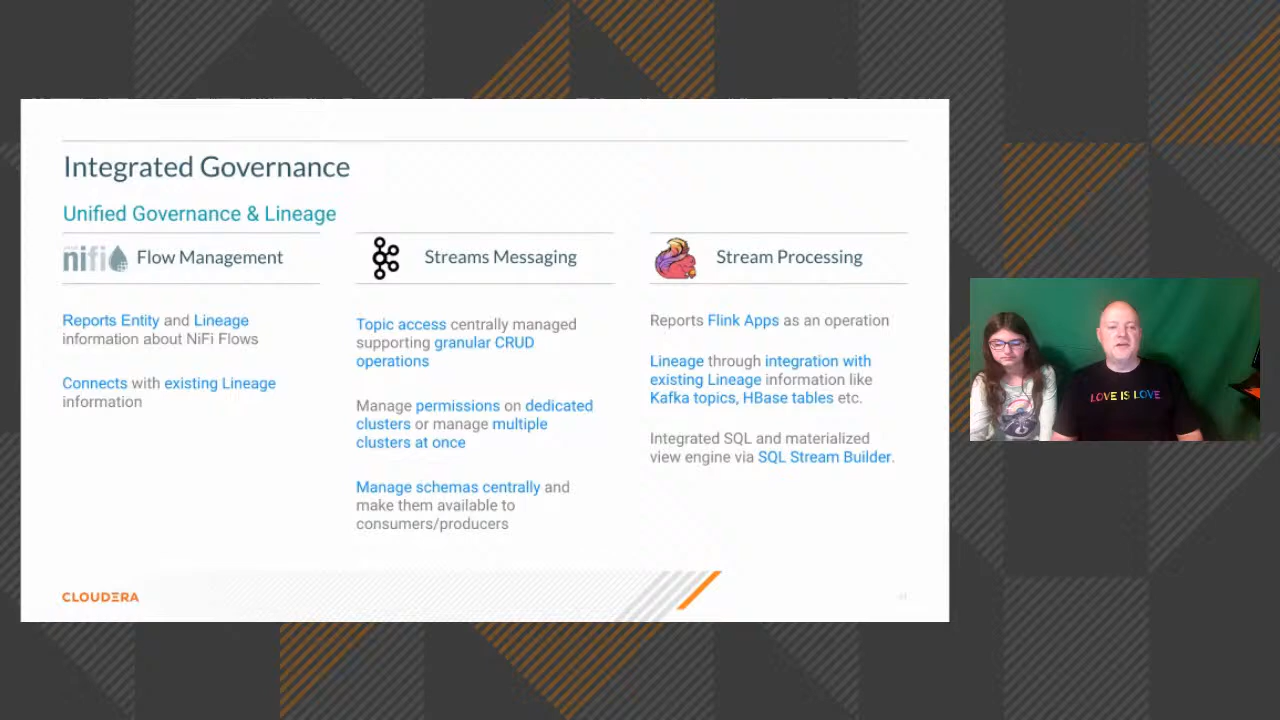 Integrated Governance
Unified Governance & Lineage
nifi
Flow Management
Streams Messaging
Stream Processing
Reports Entity and Lineage
information about NiFi Flows
Connects with existing Lineage
information
Topic access centrally managed
supporting granular CRUD
operations
Manage permissions on dedicated
clusters or manage multiple
clusters at once
Manage schemas centrally and
make them available to
consumers/producers
Reports Flink Apps as an operation
Lineage through integration with
existing Lineage information like
Kafka topics, HBase tables etc.
Integrated SQL and materialized
view engine via SQL Stream Builder.
CLOUDERA
LOVE IS LOVE